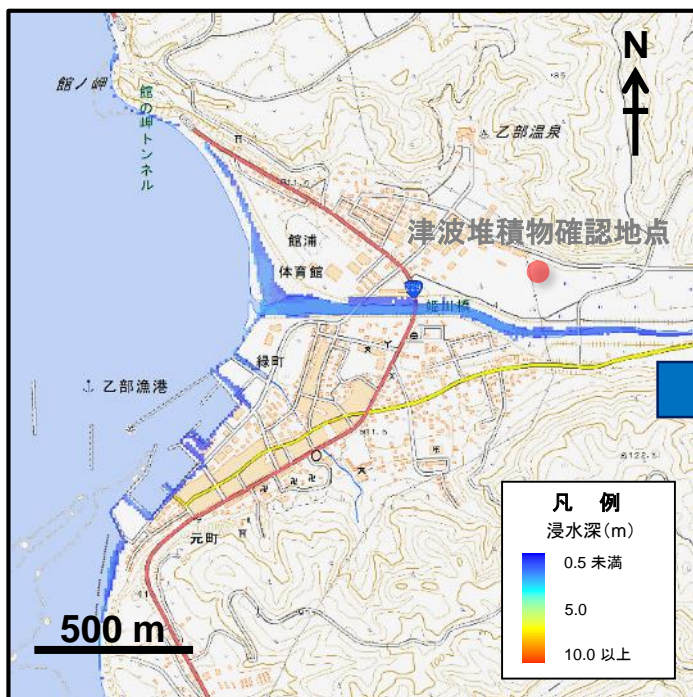 N
館ノ岬
館の岬トンネル
乙部温泉
津波堆積物確認地点
館浦
体育館
229
姫川橋
緑町
乙部漁港
元町
500 m
凡 例
浸水深(m)
0.5 未満
5.0
10.0 以上